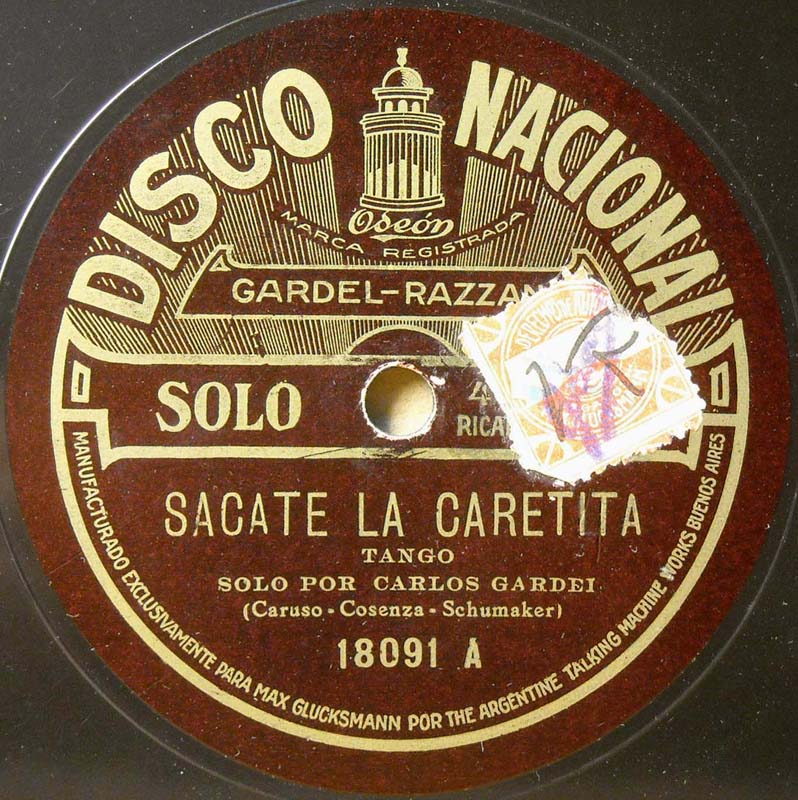 DISCO NACIONAL
Odeón
MARCA REGISTRADA
GARDEL-RAZZAN
SOLO
SACATE LA CARETITA
TANGO
SOLO POR CARLOS GARDEl
(Caruso - Cosenza - Schumaker)
18091 A
MANUFACTURADO EXCLUSIVAMENTE PARA MAX GLUCKSMANN POR THE ARGENTINE TALKING MACHINE WORKS BUENOS AIRES